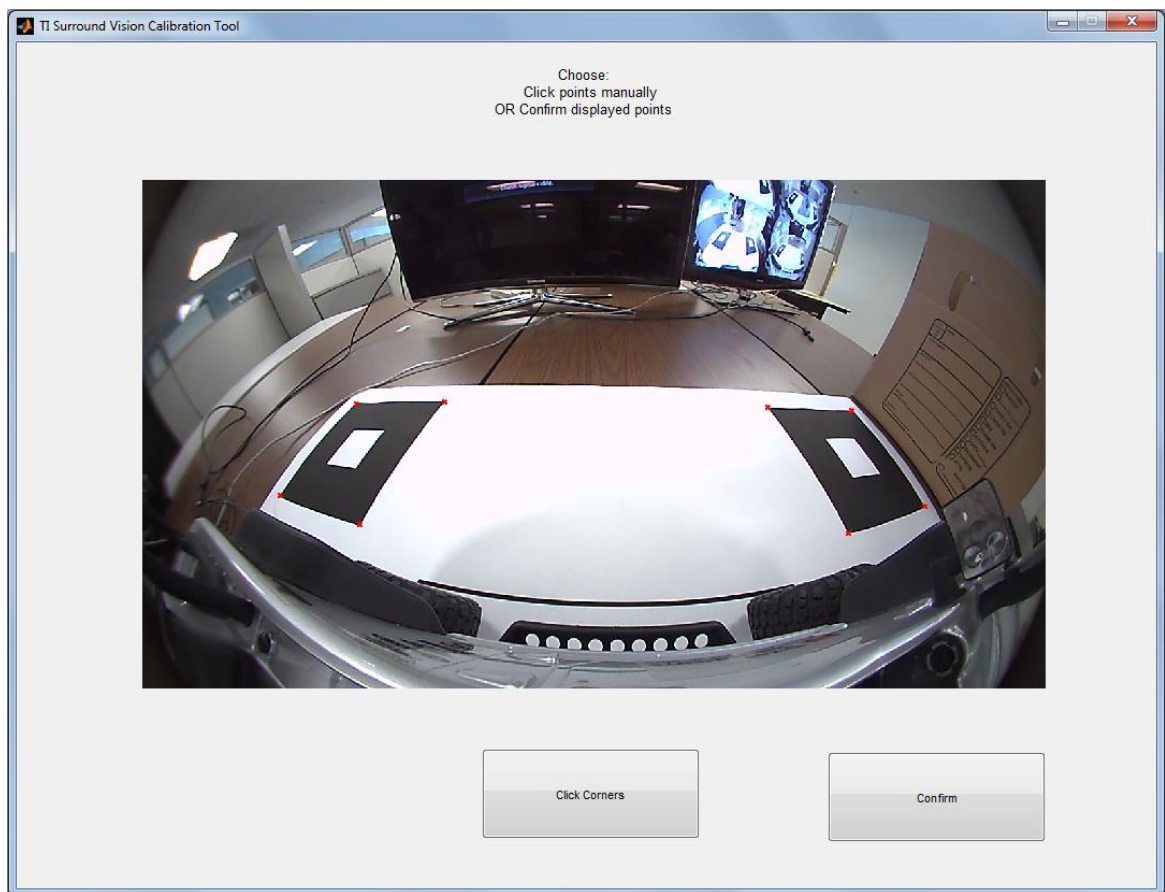 TI Surround Vision Calibration Tool
Choose:
Click points manually
OR Confirm displayed points
Click Corners
Confirm